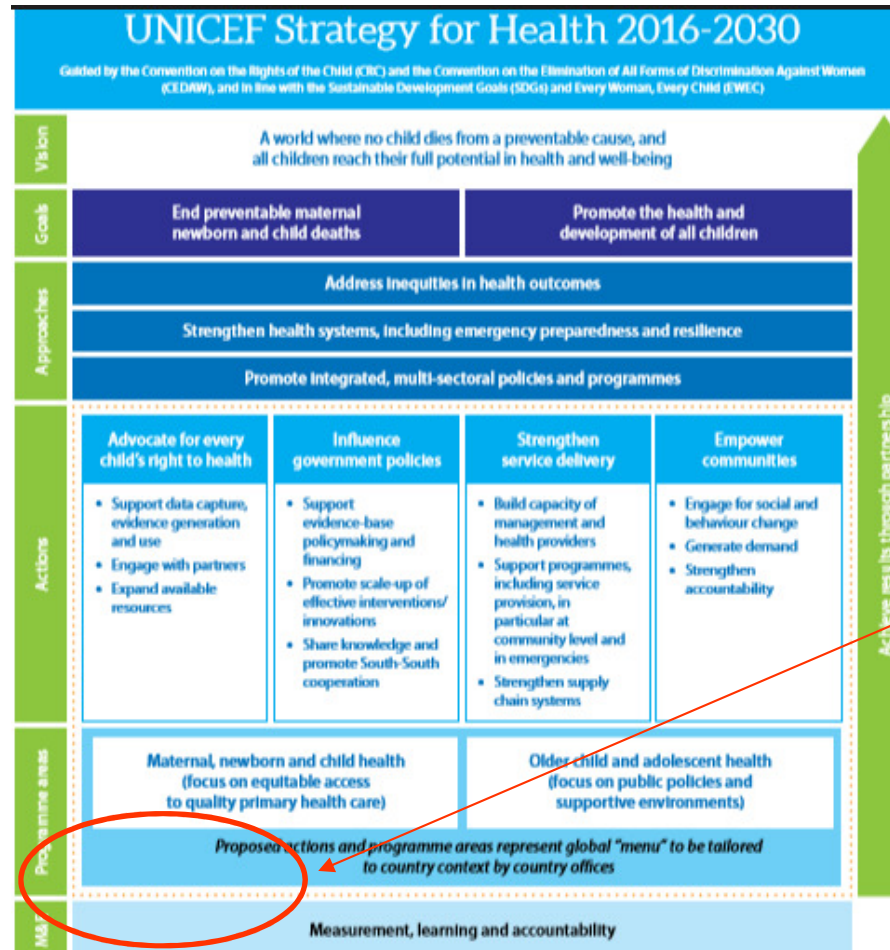 UNICEF Strategy for Health 2016-2030
Guided by the Convention on the Rights of the Child (CRC) and the Convention on the Elimination of All Forms of Discrimination Against Women
(CEDAW), and in line with the Sustainable Development Goals (SDGs) and Every Woman, Every Child (EWEC)
Vision
A world where no child dies from a preventable cause, and
all children reach their full potential in health and well-being
Goals
End preventable maternal
newborn and child deaths
Promote the health and
development of all children
Approaches
Address inequities in health outcomes
Strengthen health systems, including emergency preparedness and resilience
Promote integrated, multi-sectoral policies and programmes
Actions
Advocate for every
child's right to health
• Support data capture,
evidence generation
and use
• Engage with partners
• Expand available
resources
Influence
government policies
• Support
evidence-base
policymaking and
financing
• Promote scale-up of
effective interventions/
innovations
• Share knowledge and
promote South-South
cooperation
Strengthen
service delivery
• Build capacity of
management and
health providers
• Support programmes,
including service
provision, in
particular at
community level and
in emergencies
• Strengthen supply
chain systems
Empower
communities
• Engage for social and
behaviour change
• Generate demand
• Strengthen
accountability
Programme areas
Maternal, newborn and child health
(focus on equitable access
to quality primary health care)
Older child and adolescent health
(focus on public policies and
supportive environments)
Proposed actions and programme areas represent global "menu" to be tailored
to country context by country offices
M&E
Measurement, learning and accountability
Achieve results through partnership